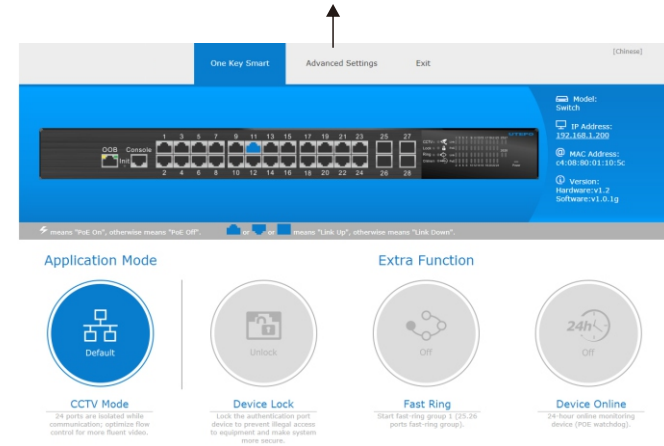 [Chinese]
One Key Smart Advanced Settings Exit
Model:
Switch
IP Address:
192.168.1.200
MAC Address:
c4:08:80:01:10:5c
Version:
Hardware:v1.2
Software:v1.0.1g
1 3 5 7 9 11 13 15 17 19 21 23 25 27
OOB Console
Init
2 4 6 8 10 12 14 16 18 20 22 24 26 28
UTEPO
means "PoE On", otherwise means "PoE Off". or or means "Link Up", otherwise means "Link Down".
Application Mode Extra Function
Default Unlock Off 24h Off
CCTV Mode
24 ports are isolated while
communication; optimize flow
control for more fluent video.
Device Lock
Lock the authentication port
device to prevent illegal access
to equipment and make system
more secure.
Fast Ring
Start fast-ring group 1 (25,26
ports fast-ring group).
Device Online
24-hour online monitoring
device (POE watchdog).